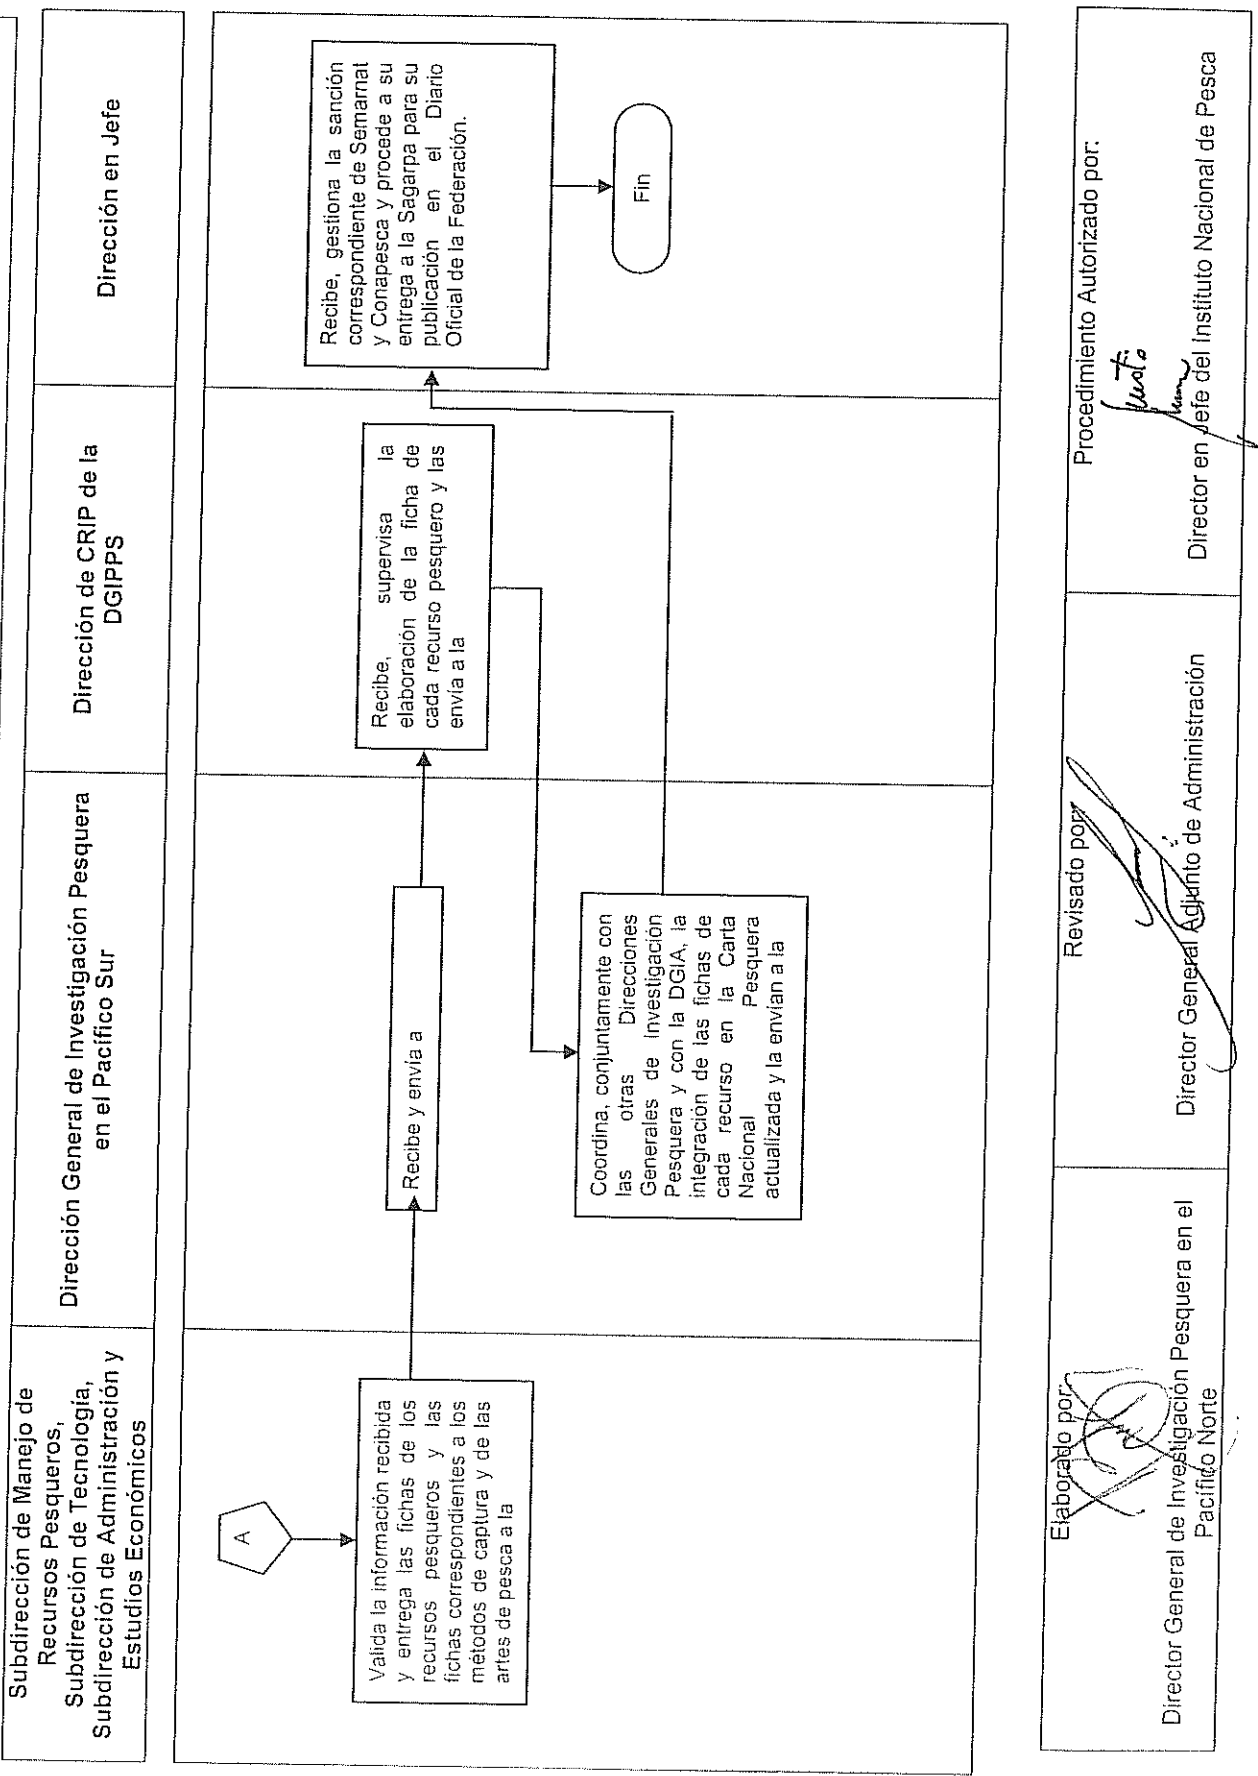 Subdirección de Manejo de
Recursos Pesqueros,
Subdirección de Tecnología,
Subdirección de Administración y
Estudios Económicos
Dirección General de Investigación Pesquera
en el Pacífico Sur
Dirección de CRIP de la
DGIPPS
Dirección en Jefe
A
Valida la información recibida
y entrega las fichas de los
recursos pesqueros y las
fichas correspondientes a los
métodos de captura y de las
artes de pesca a la
Recibe y envía a
Recibe, supervisa la
elaboración de la ficha de
cada recurso pesquero y las
envía a la
Coordina, conjuntamente con
las otras Direcciones
Generales de Investigación
Pesquera y con la DGIA, la
integración de las fichas de
cada recurso en la Carta
Nacional Pesquera
actualizada y la envían a la
Recibe, gestiona la sanción
correspondiente de Semarnat
y Conapesca y procede a su
entrega a la Sagarpa para su
publicación en el Diario
Oficial de la Federación.
Fin
Elaborado por:
Director General de Investigación Pesquera en el
Pacífico Norte
Revisado por:
Director General Adjunto de Administración
Procedimiento Autorizado por:
Director en Jefe del Instituto Nacional de Pesca